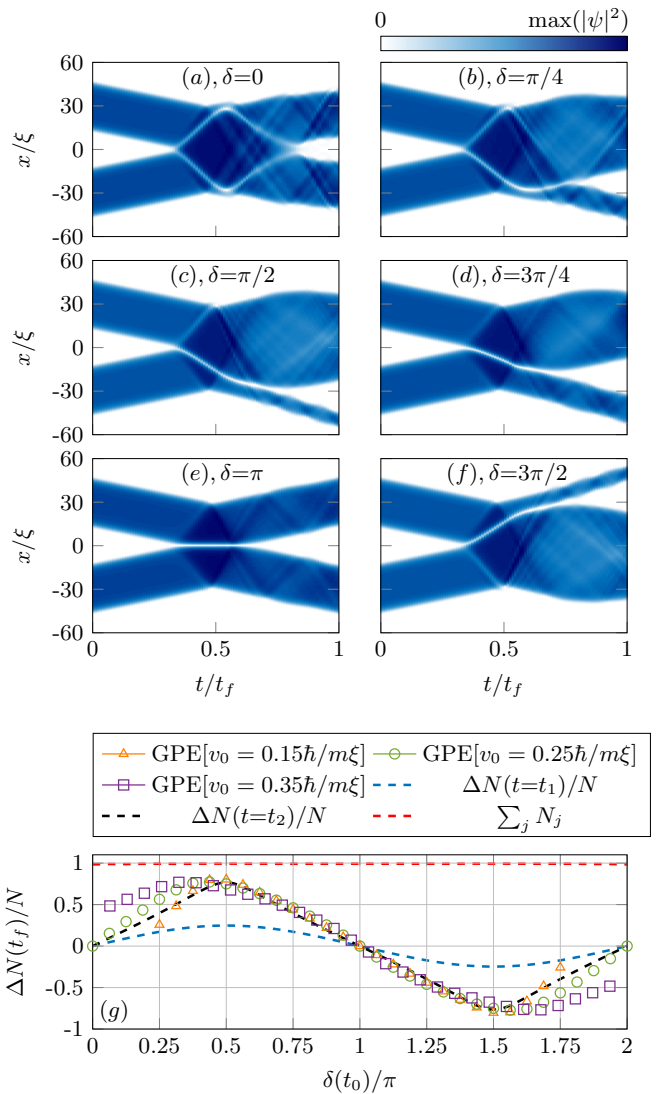 0 max(|ψ|²)
60 (a), δ=0 (b), δ=π/4
30
x/ξ 0
-30
-60
60 (c), δ=π/2 (d), δ=3π/4
30
x/ξ 0
-30
-60
60 (e), δ=π (f), δ=3π/2
30
x/ξ 0
-30
-60
0 0.5 1 0 0.5 1
t/t_f t/t_f
GPE[v₀ = 0.15ħ/mξ] GPE[v₀ = 0.25ħ/mξ]
GPE[v₀ = 0.35ħ/mξ] ΔN(t=t₁)/N
ΔN(t=t₂)/N ∑_j N_j
1
0.5
ΔN(t_f)/N 0
-0.5
-1 (g)
0 0.25 0.5 0.75 1 1.25 1.5 1.75 2
δ(t₀)/π